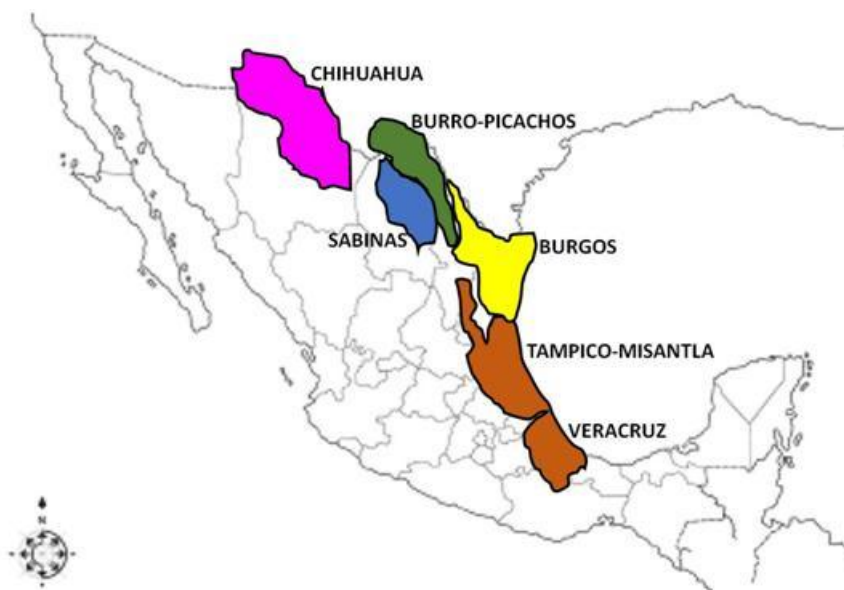 CHIHUAHUA
BURRO-PICACHOS
SABINAS
BURGOS
TAMPICO-MISANTLA
VERACRUZ
N